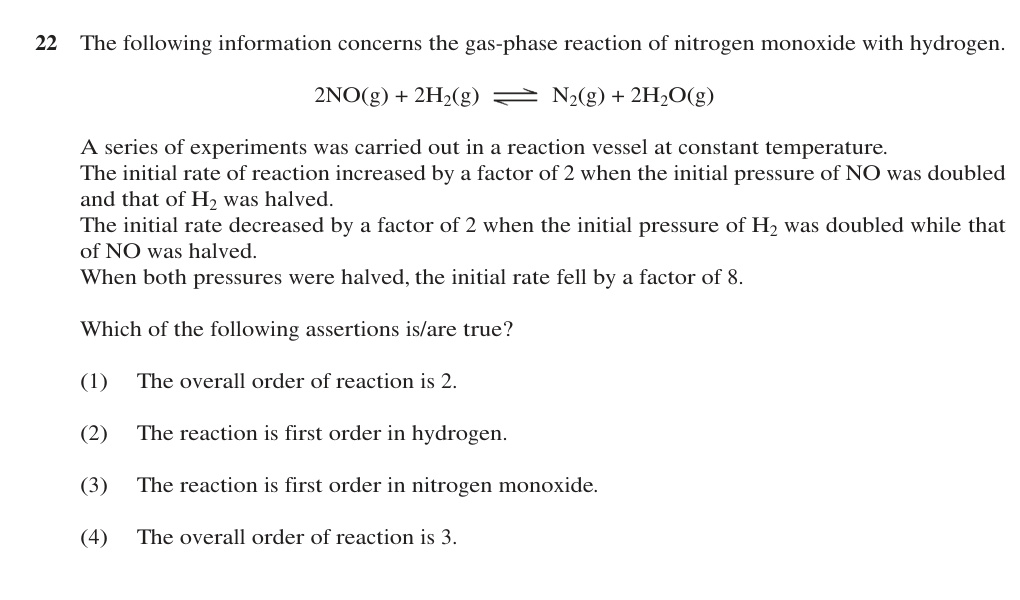 22 The following information concerns the gas-phase reaction of nitrogen monoxide with hydrogen.
2NO(g) + 2H₂(g) ⇌ N₂(g) + 2H₂O(g)
A series of experiments was carried out in a reaction vessel at constant temperature.
The initial rate of reaction increased by a factor of 2 when the initial pressure of NO was doubled
and that of H₂ was halved.
The initial rate decreased by a factor of 2 when the initial pressure of H₂ was doubled while that
of NO was halved.
When both pressures were halved, the initial rate fell by a factor of 8.
Which of the following assertions is/are true?
(1) The overall order of reaction is 2.
(2) The reaction is first order in hydrogen.
(3) The reaction is first order in nitrogen monoxide.
(4) The overall order of reaction is 3.